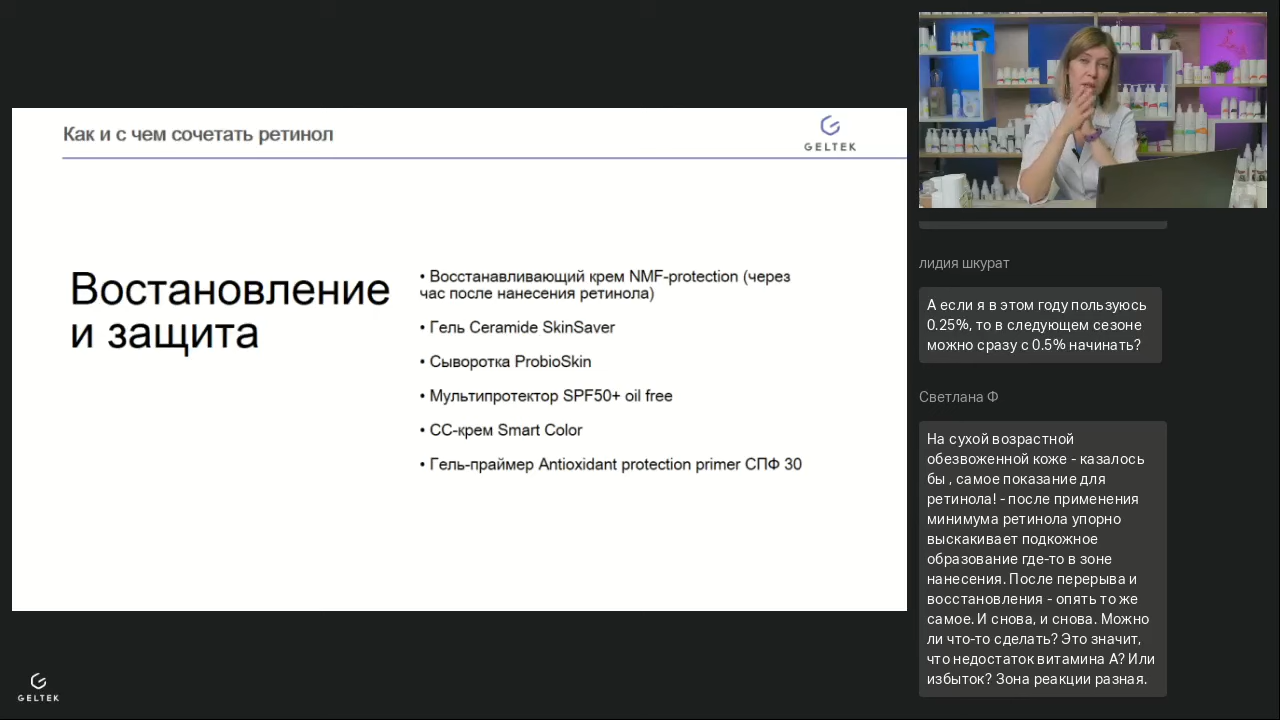 Как и с чем сочетать ретинол
GELTEK
Востановление
и защита
• Восстанавливающий крем NMF-protection (через
час после нанесения ретинола)
• Гель Ceramide SkinSaver
• Сыворотка ProbioSkin
• Мультипротектор SPF50+ oil free
• СС-крем Smart Color
• Гель-праймер Antioxidant protection primer СПФ 30
лидия шкурат
А если я в этом году пользуюсь
0.25%, то в следующем сезоне
можно сразу с 0.5% начинать?
Светлана Ф
На сухой возрастной
обезвоженной коже - казалось
бы , самое показание для
ретинола! - после применения
минимума ретинола упорно
выскакивает подкожное
образование где-то в зоне
нанесения. После перерыва и
восстановления - опять то же
самое. И снова, и снова. Можно
ли что-то сделать? Это значит,
что недостаток витамина А? Или
избыток? Зона реакции разная.
GELTEK